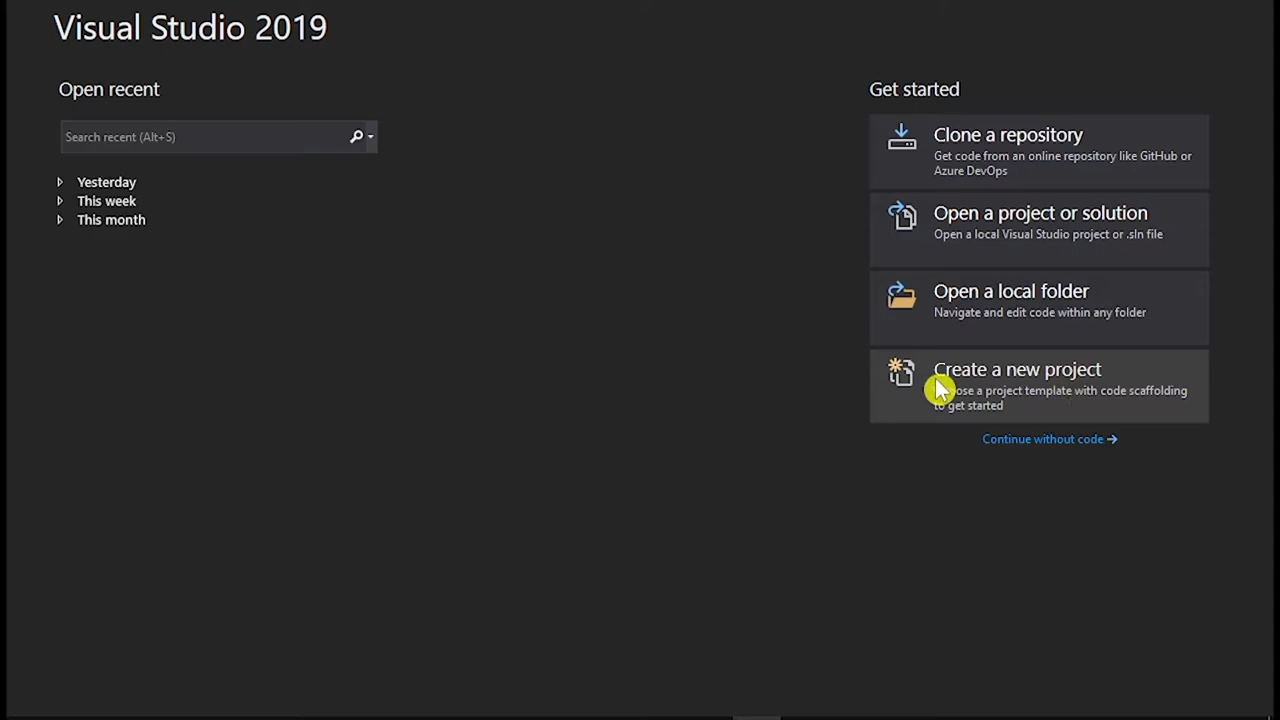 Visual Studio 2019
Open recent
Search recent (Alt+S)
Yesterday
This week
This month
Get started
Clone a repository
Get code from an online repository like GitHub or
Azure DevOps
Open a project or solution
Open a local Visual Studio project or .sln file
Open a local folder
Navigate and edit code within any folder
Create a new project
a project template with code scaffolding
to get started
Continue without code